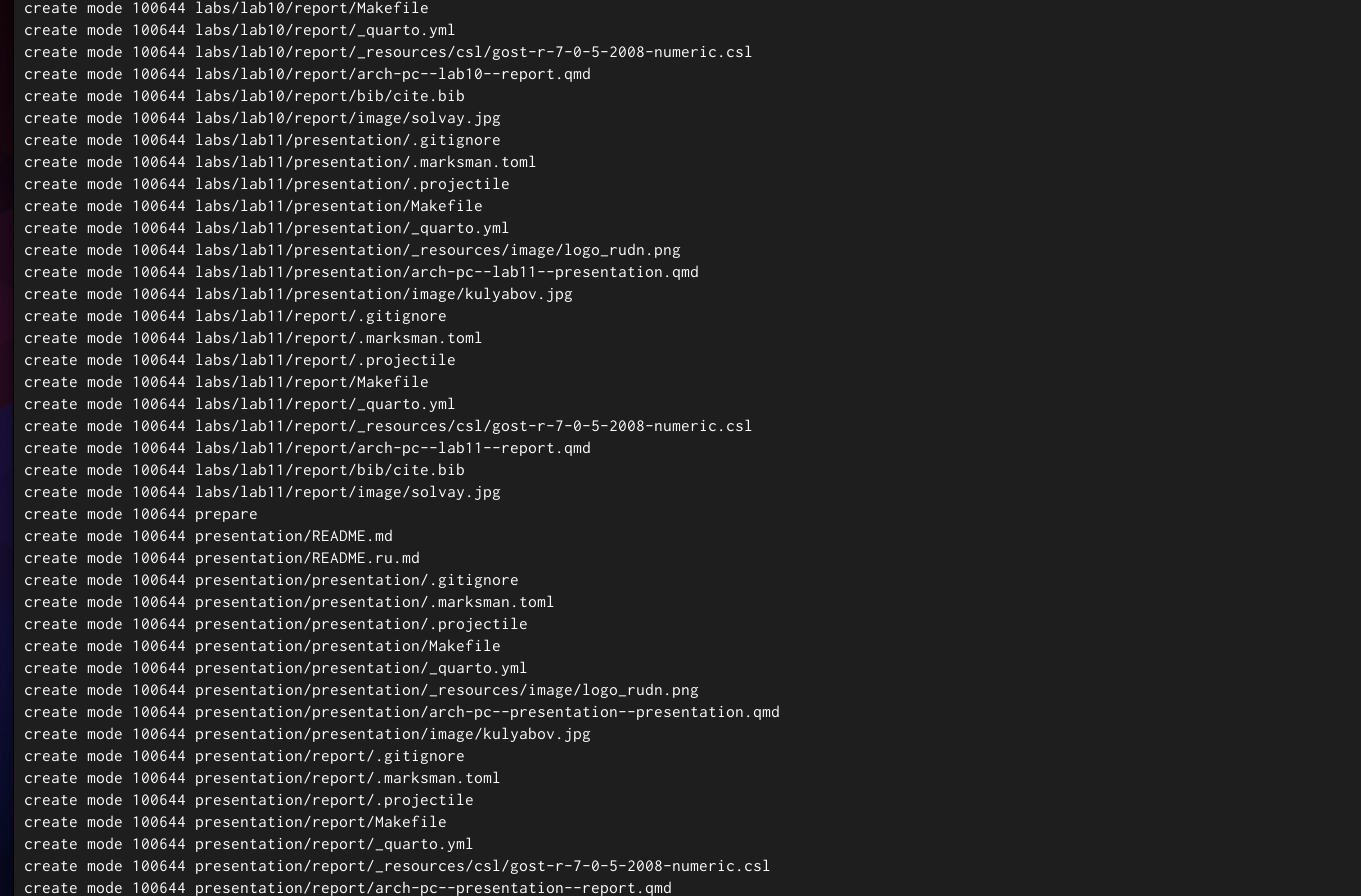 create mode 100644 labs/lab10/report/Makefile
create mode 100644 labs/lab10/report/_quarto.yml
create mode 100644 labs/lab10/report/_resources/csl/gost-r-7-0-5-2008-numeric.csl
create mode 100644 labs/lab10/report/arch-pc--lab10--report.qmd
create mode 100644 labs/lab10/report/bib/cite.bib
create mode 100644 labs/lab10/report/image/solvay.jpg
create mode 100644 labs/lab11/presentation/.gitignore
create mode 100644 labs/lab11/presentation/.marksman.toml
create mode 100644 labs/lab11/presentation/.projectile
create mode 100644 labs/lab11/presentation/Makefile
create mode 100644 labs/lab11/presentation/_quarto.yml
create mode 100644 labs/lab11/presentation/_resources/image/logo_rudn.png
create mode 100644 labs/lab11/presentation/arch-pc--lab11--presentation.qmd
create mode 100644 labs/lab11/presentation/image/kulyabov.jpg
create mode 100644 labs/lab11/report/.gitignore
create mode 100644 labs/lab11/report/.marksman.toml
create mode 100644 labs/lab11/report/.projectile
create mode 100644 labs/lab11/report/Makefile
create mode 100644 labs/lab11/report/_quarto.yml
create mode 100644 labs/lab11/report/_resources/csl/gost-r-7-0-5-2008-numeric.csl
create mode 100644 labs/lab11/report/arch-pc--lab11--report.qmd
create mode 100644 labs/lab11/report/bib/cite.bib
create mode 100644 labs/lab11/report/image/solvay.jpg
create mode 100644 prepare
create mode 100644 presentation/README.md
create mode 100644 presentation/README.ru.md
create mode 100644 presentation/presentation/.gitignore
create mode 100644 presentation/presentation/.marksman.toml
create mode 100644 presentation/presentation/.projectile
create mode 100644 presentation/presentation/Makefile
create mode 100644 presentation/presentation/_quarto.yml
create mode 100644 presentation/presentation/_resources/image/logo_rudn.png
create mode 100644 presentation/presentation/arch-pc--presentation--presentation.qmd
create mode 100644 presentation/presentation/image/kulyabov.jpg
create mode 100644 presentation/report/.gitignore
create mode 100644 presentation/report/.marksman.toml
create mode 100644 presentation/report/.projectile
create mode 100644 presentation/report/Makefile
create mode 100644 presentation/report/_quarto.yml
create mode 100644 presentation/report/_resources/csl/gost-r-7-0-5-2008-numeric.csl
create mode 100644 presentation/report/arch-pc--presentation--report.qmd